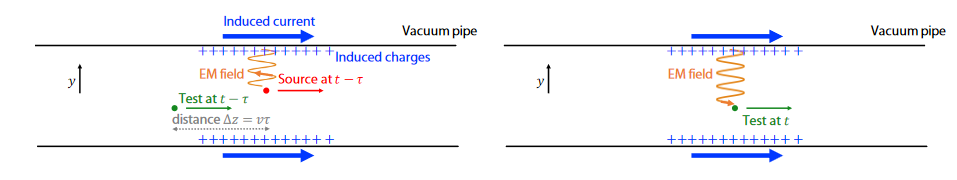 Induced current
Vacuum pipe
+++++++++++++
Induced charges
EM field
Source at t − τ
y
Test at t − τ
distance Δz = vτ
+++++++++++++
Vacuum pipe
+++++++++++++
EM field
y
Test at t
+++++++++++++